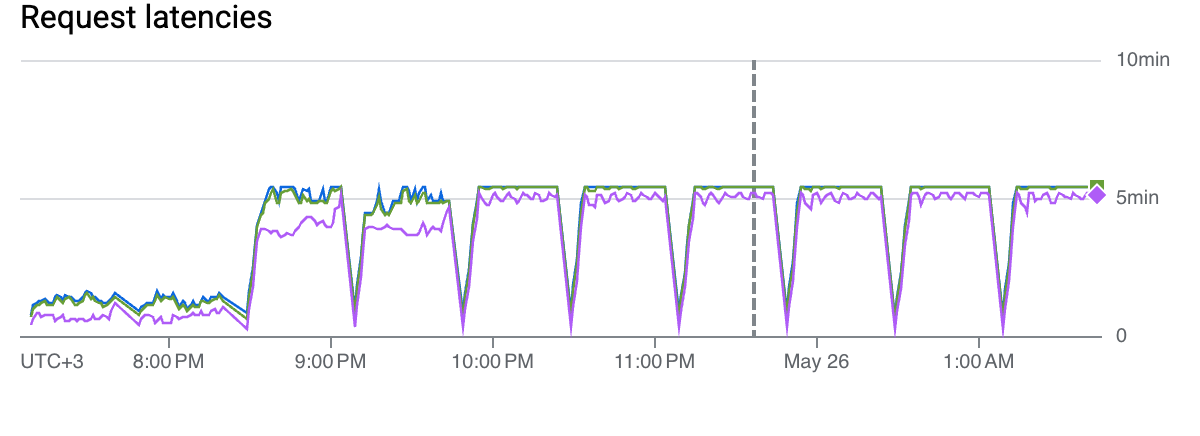 Request latencies
10min
5min
0
UTC+3 8:00 PM 9:00 PM 10:00 PM 11:00 PM May 26 1:00 AM